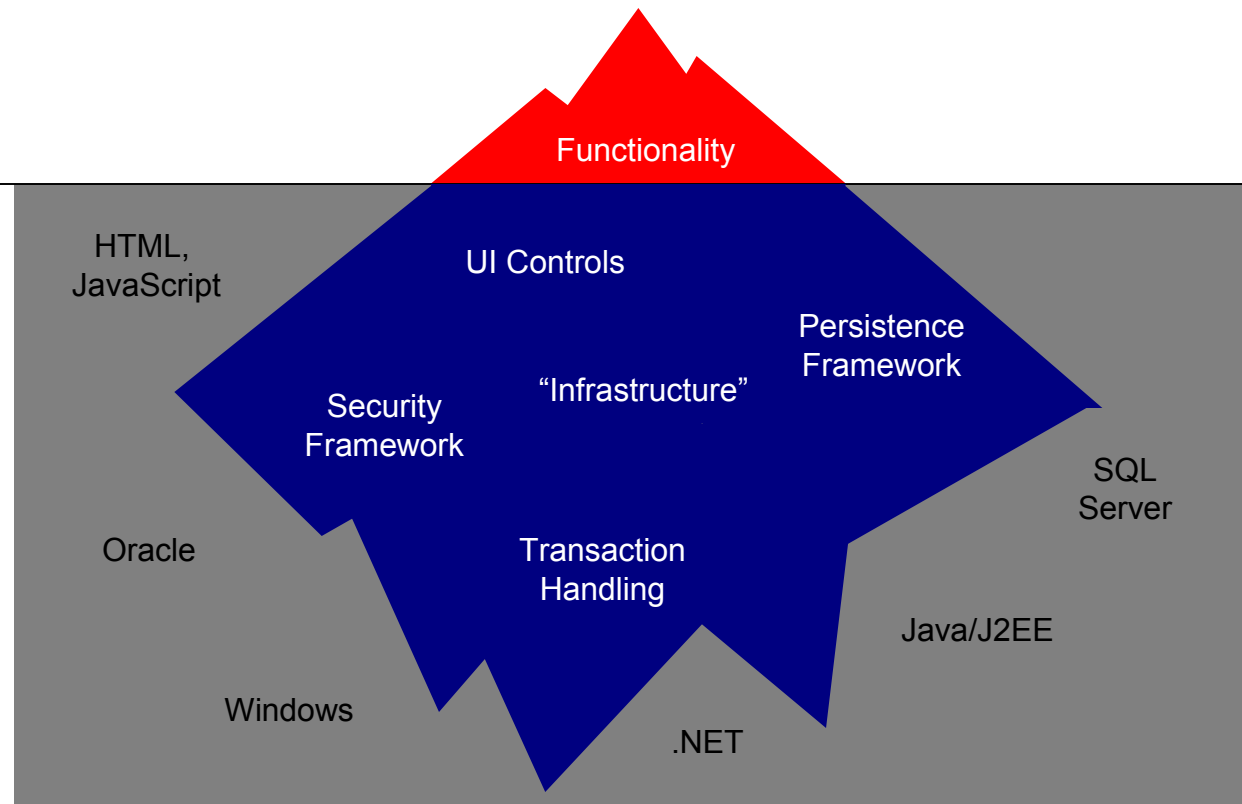 Functionality
HTML,
JavaScript
UI Controls
Persistence
Framework
“Infrastructure”
Security
Framework
SQL
Server
Oracle
Transaction
Handling
Java/J2EE
Windows
.NET